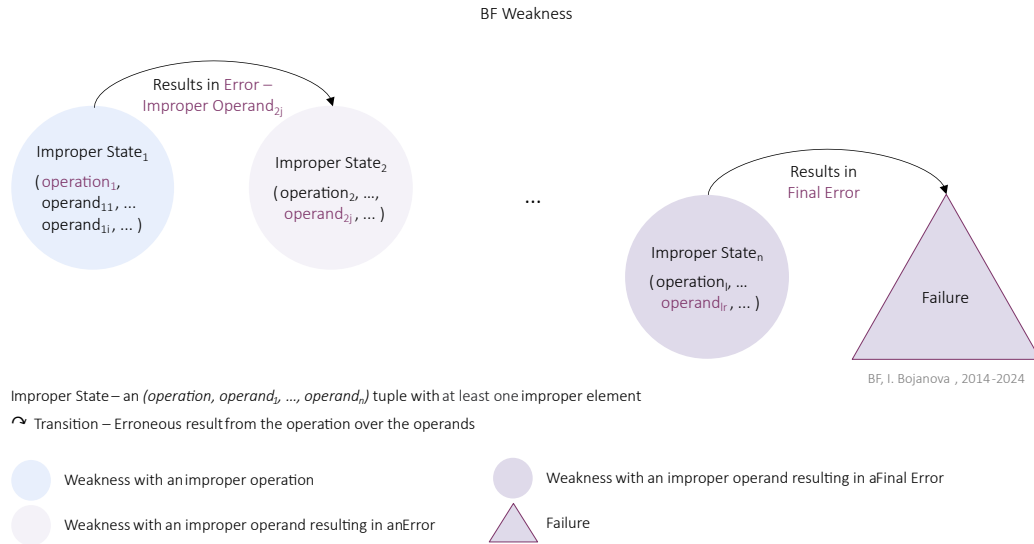 BF Weakness
Results in Error –
Improper Operand₂ⱼ
Improper State₁
(operation₁,
operand₁₁, ...
operand₁ᵢ, ... )
Improper State₂
(operation₂, ...,
operand₂ⱼ, ... )
...
Results in
Final Error
Improper Stateₙ
(operationₗ, ...
operandₗᵣ, ... )
Failure
BF, I. Bojanova , 2014-2024
Improper State – an (operation, operand₁, ..., operandₙ) tuple with at least one improper element
Transition – Erroneous result from the operation over the operands
Weakness with an improper operation
Weakness with an improper operand resulting in aFinal Error
Weakness with an improper operand resulting in anError
Failure